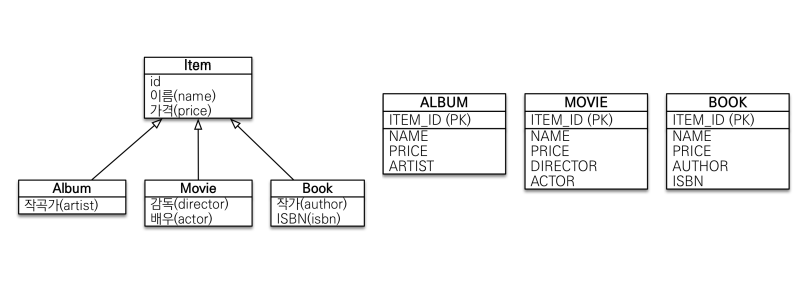 Item
id
이름(name)
가격(price)
Album
작곡가(artist)
Movie
감독(director)
배우(actor)
Book
작가(author)
ISBN(isbn)
ALBUM
ITEM_ID (PK)
NAME
PRICE
ARTIST
MOVIE
ITEM_ID (PK)
NAME
PRICE
DIRECTOR
ACTOR
BOOK
ITEM_ID (PK)
NAME
PRICE
AUTHOR
ISBN